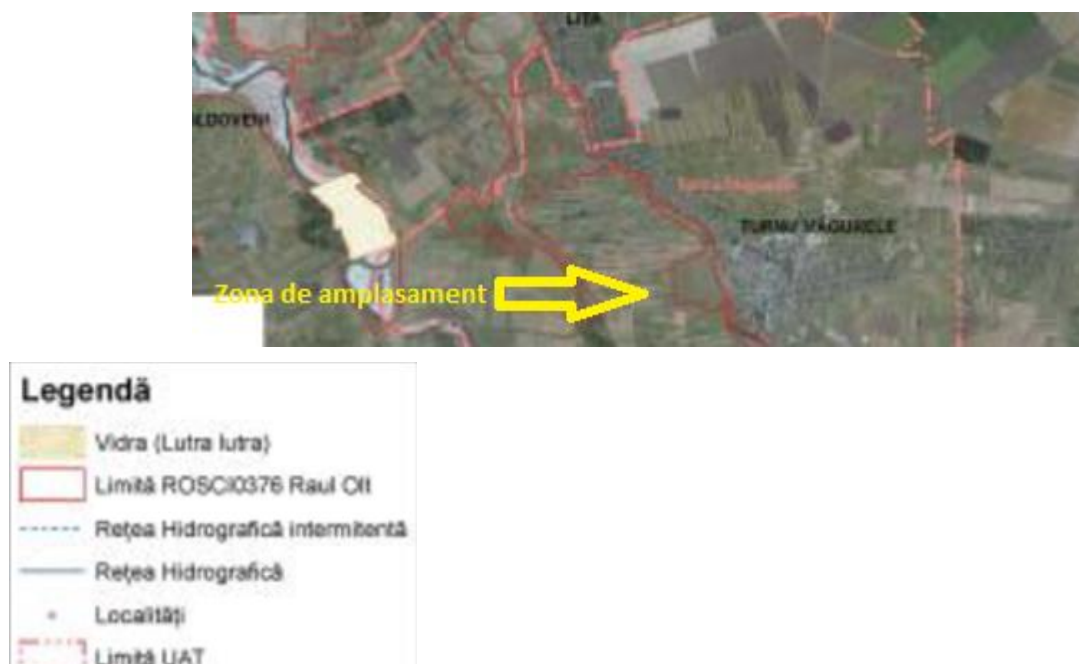 LITA
TURNU MĂGURELE
Zona de amplasament
Legendă
Vidra (Lutra lutra)
Limită ROSCI0376 Raul Olt
Rețea Hidrografică intermitentă
Rețea Hidrografică
Localități
Limită UAT